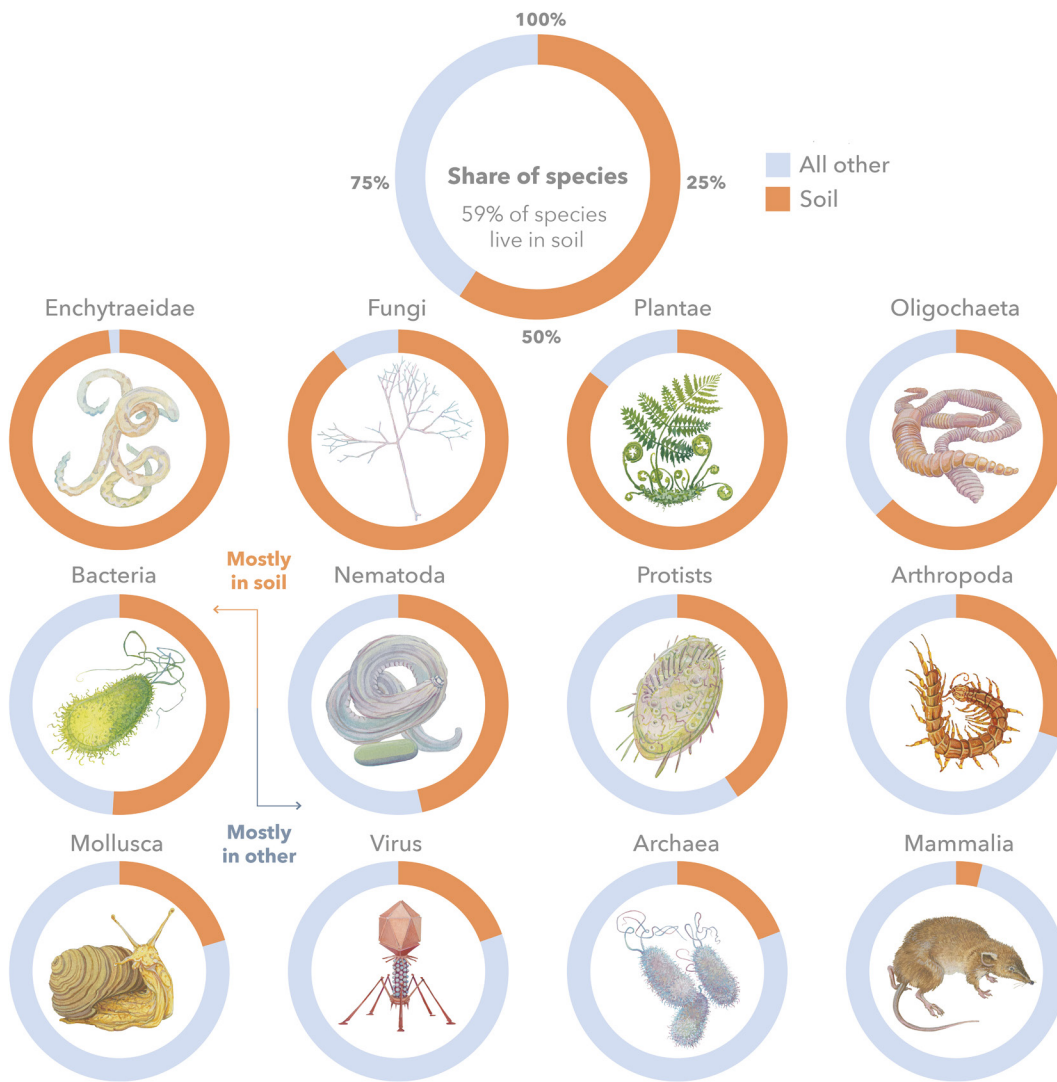 100%
75%
Share of species
59% of species
live in soil
25%
50%
All other
Soil
Enchytraeidae
Fungi
Plantae
Oligochaeta
Mostly
in soil
Bacteria
Nematoda
Protists
Arthropoda
Mostly
in other
Mollusca
Virus
Archaea
Mammalia